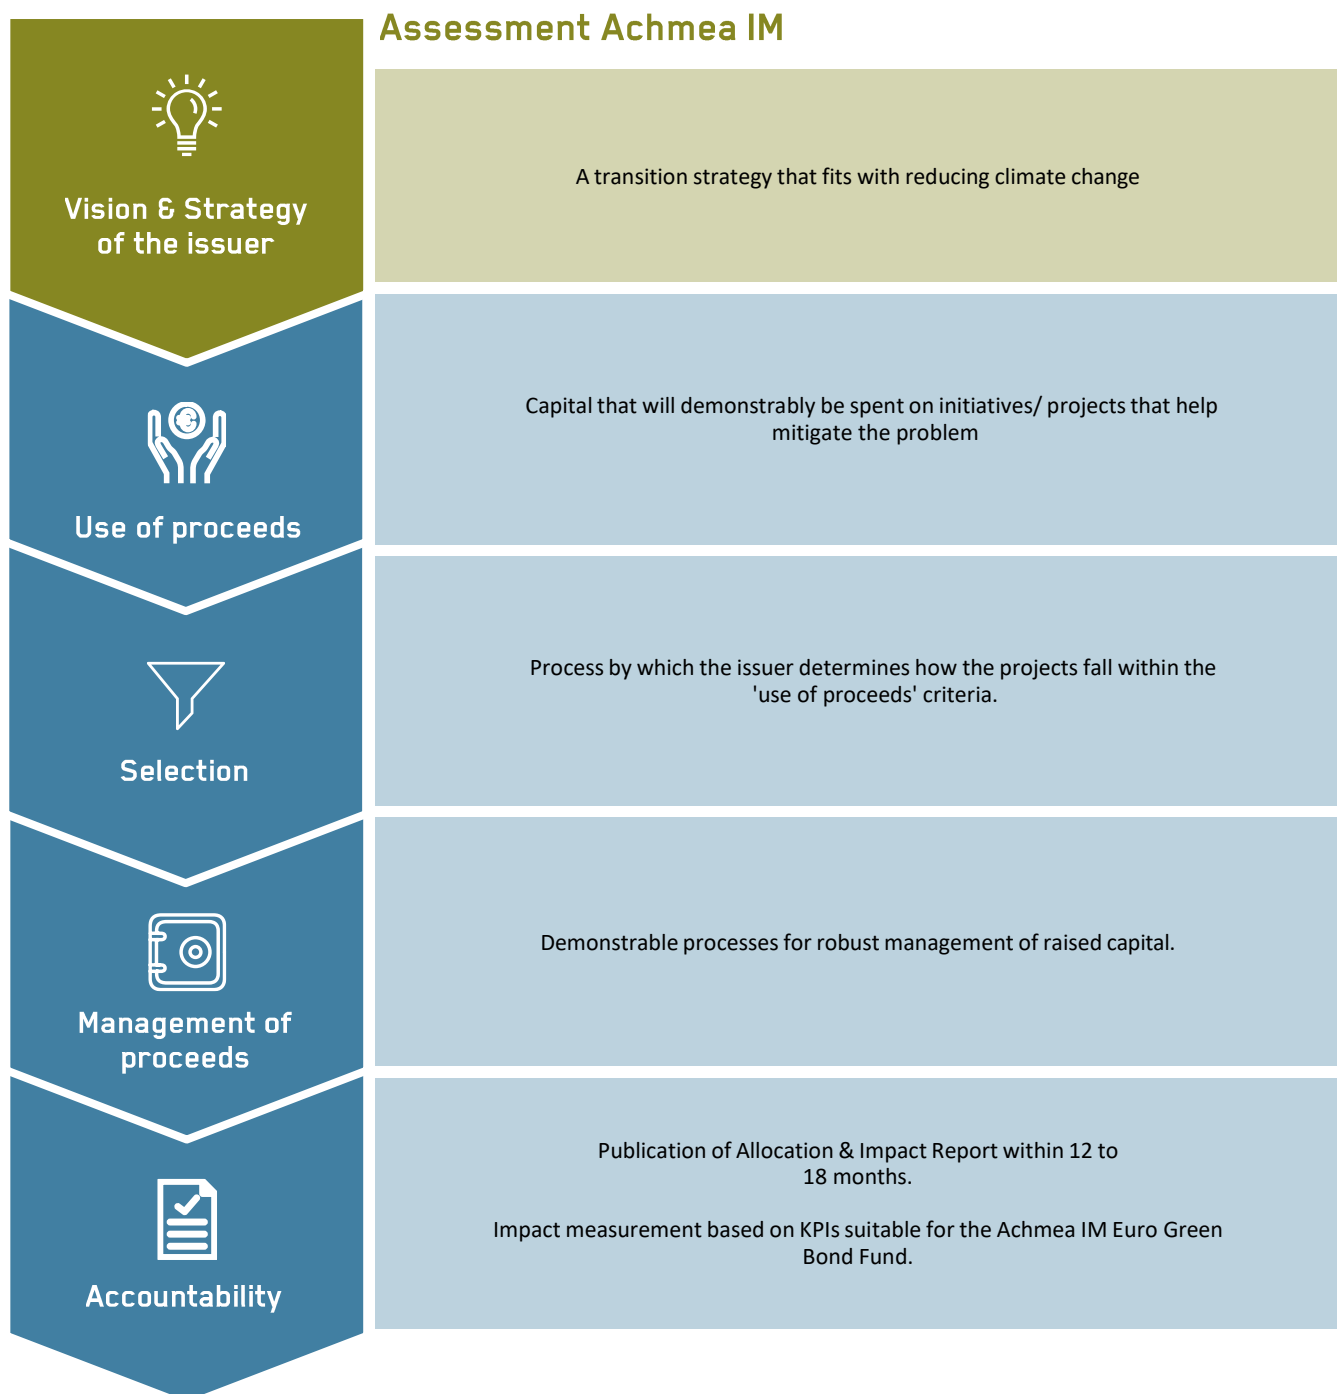 Assessment Achmea IM
Vision & Strategy
of the issuer
A transition strategy that fits with reducing climate change
Use of proceeds
Capital that will demonstrably be spent on initiatives/ projects that help
mitigate the problem
Selection
Process by which the issuer determines how the projects fall within the
'use of proceeds' criteria.
Management of
proceeds
Demonstrable processes for robust management of raised capital.
Accountability
Publication of Allocation & Impact Report within 12 to
18 months.
Impact measurement based on KPIs suitable for the Achmea IM Euro Green
Bond Fund.